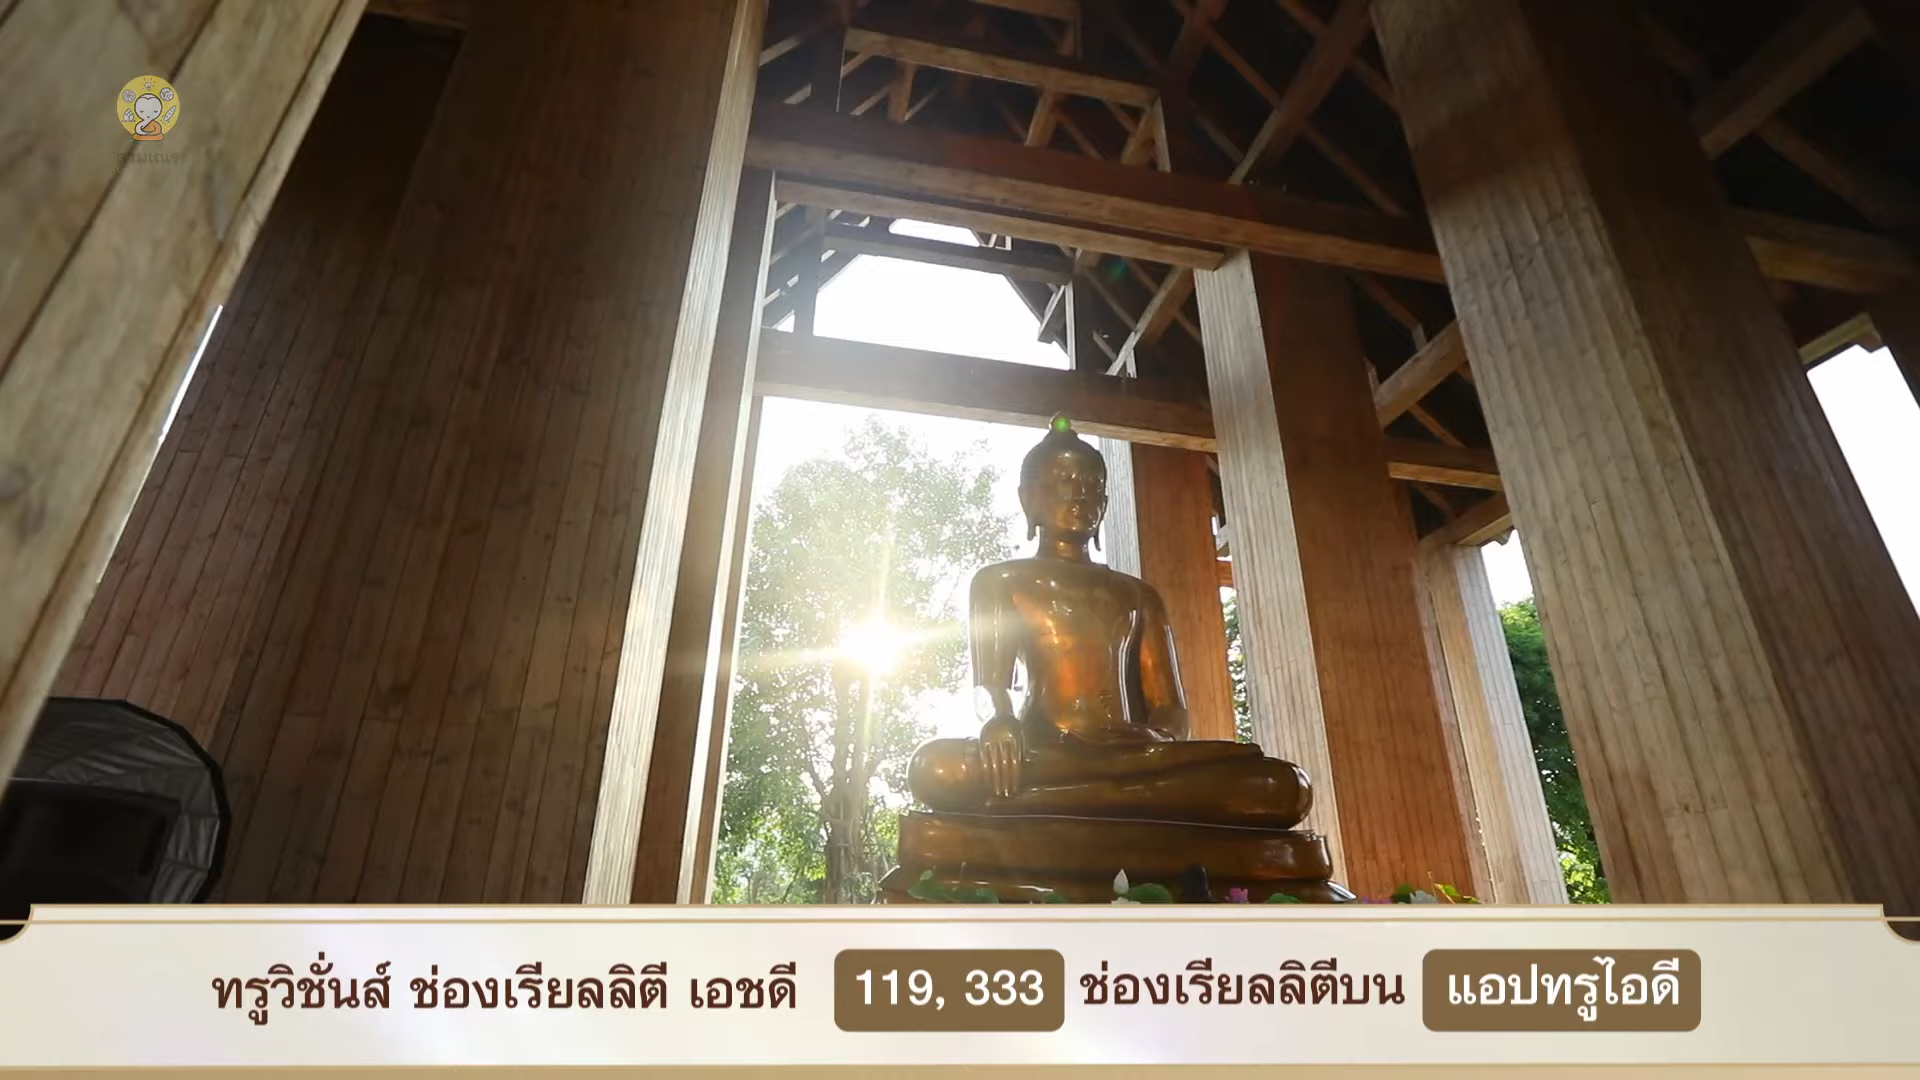 ทรูวิชั่นส์ ช่องเรียลลิตี เอชดี 119, 333 ช่องเรียลลิตีบน แอปทรูไอดี